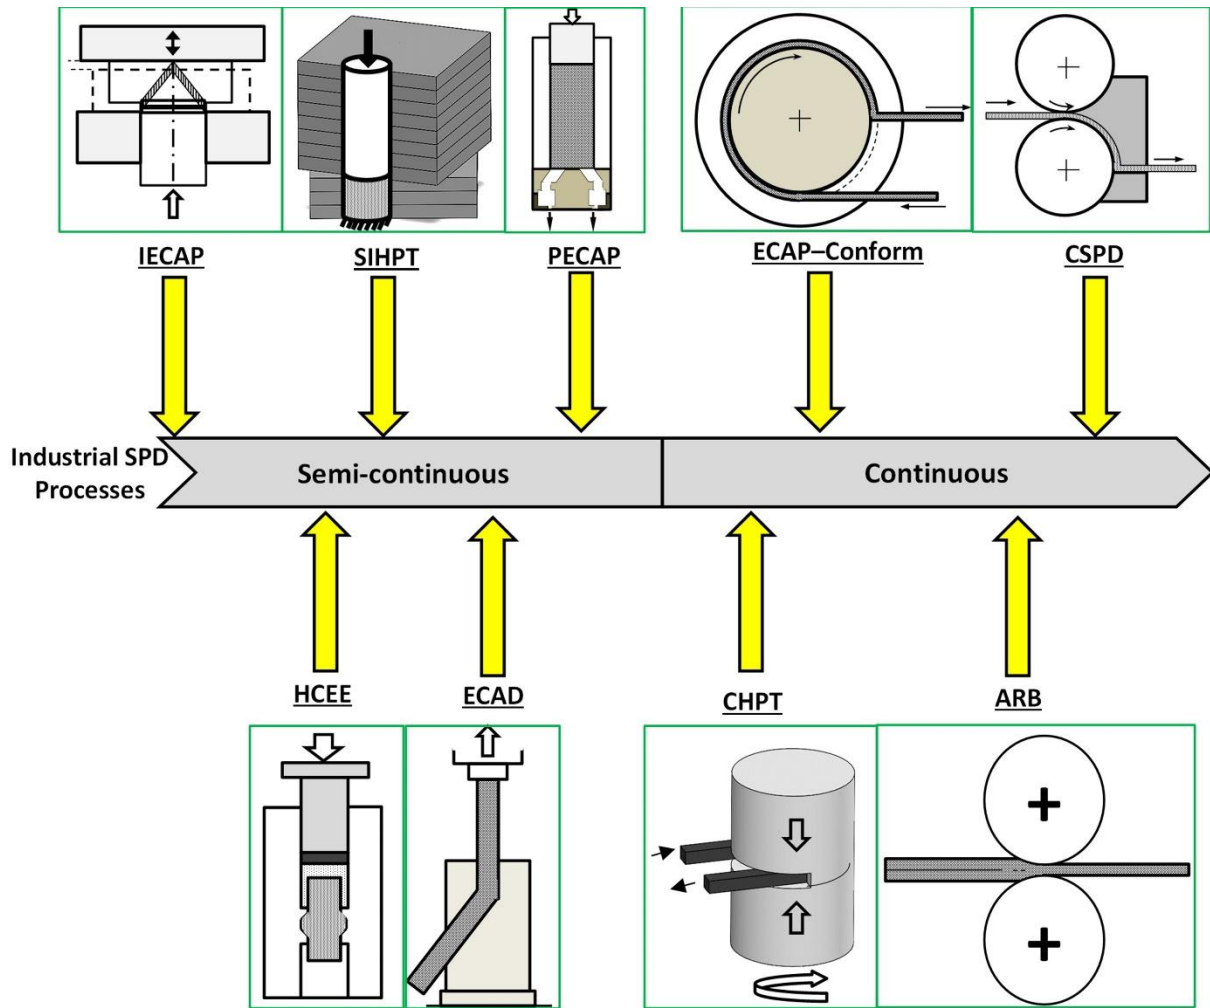 IECAP
SIHPT
PECAP
ECAP–Conform
CSPD
Industrial SPD
Processes
Semi-continuous
Continuous
HCEE
ECAD
CHPT
ARB